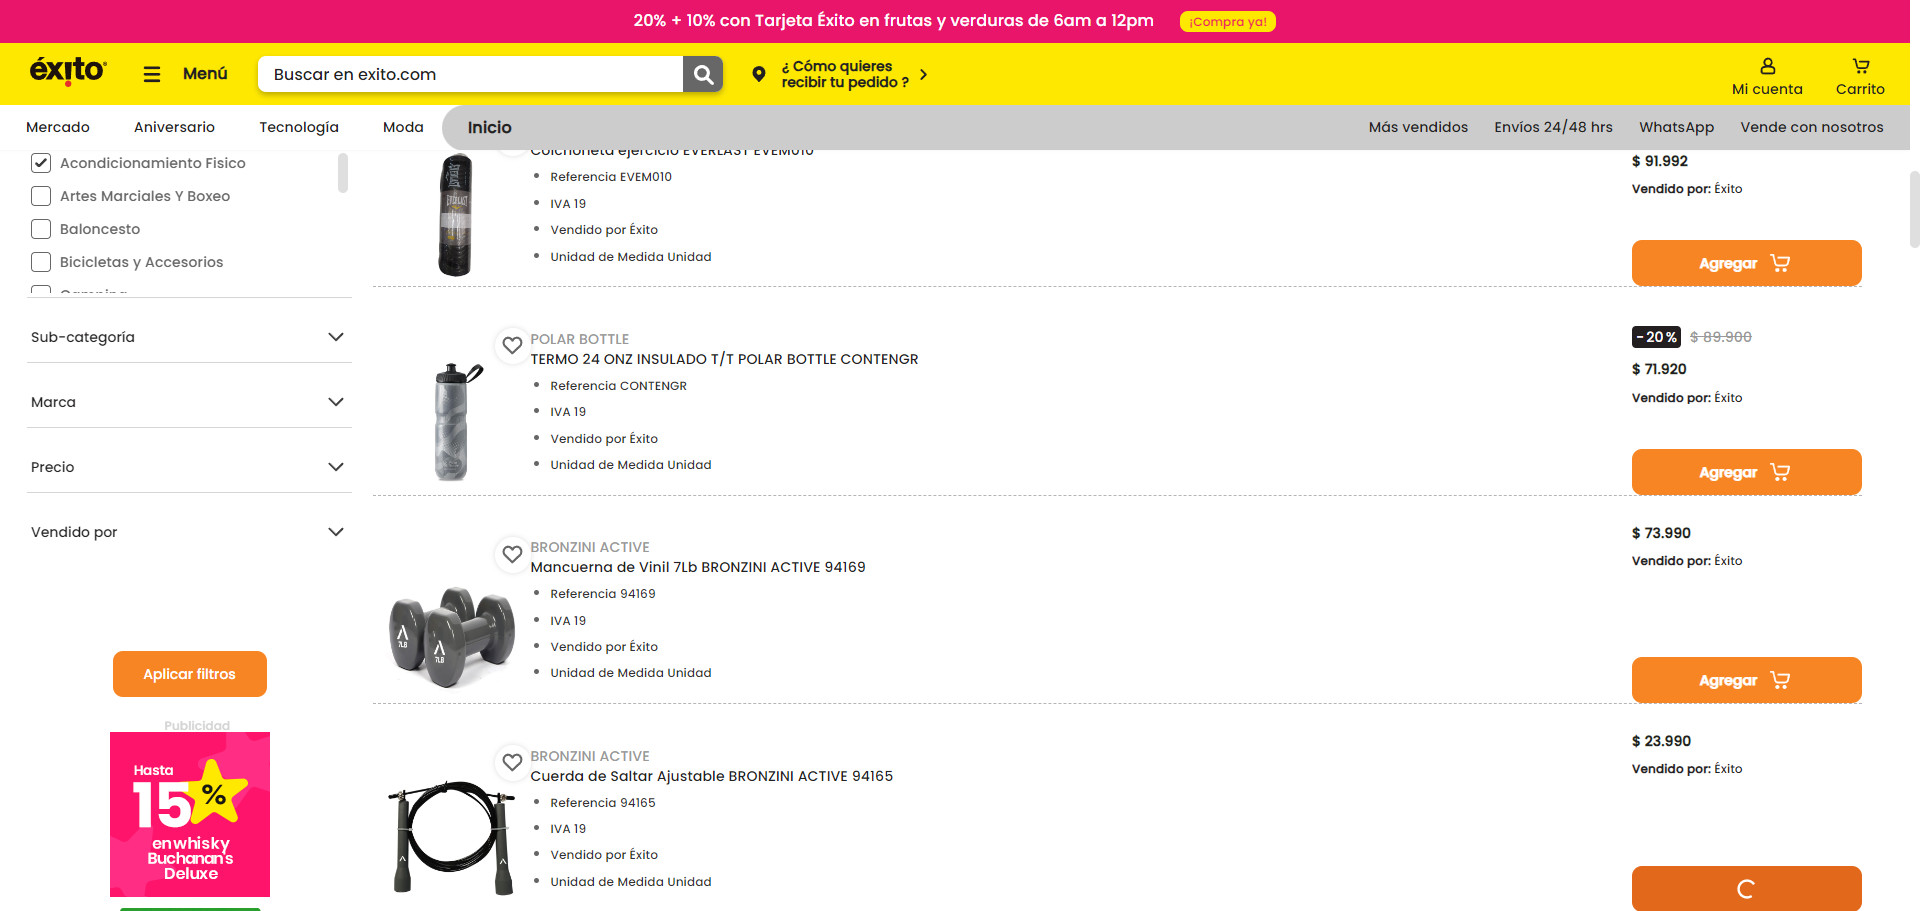 20% + 10% con Tarjeta Éxito en frutas y verduras de 6am a 12pm
¡Compra ya!
éxito
Menú
Buscar en exito.com
¿ Cómo quieres
recibir tu pedido ?
Mi cuenta
Carrito
Mercado
Aniversario
Tecnología
Moda
Inicio
Más vendidos
Envíos 24/48 hrs
WhatsApp
Vende con nosotros
Acondicionamiento Fisico
Artes Marciales Y Boxeo
Baloncesto
Bicicletas y Accesorios
Camping
Sub-categoría
Marca
Precio
Vendido por
Aplicar filtros
Publicidad
Hasta
15%
en whisky
Buchanan's
Deluxe
Colchoneta ejercicio EVERLAST EVEM010
Referencia EVEM010
IVA 19
Vendido por Éxito
Unidad de Medida Unidad
$ 91.992
Vendido por: Éxito
Agregar
POLAR BOTTLE
TERMO 24 ONZ INSULADO T/T POLAR BOTTLE CONTENGR
Referencia CONTENGR
IVA 19
Vendido por Éxito
Unidad de Medida Unidad
-20%
$ 89.900
$ 71.920
Vendido por: Éxito
Agregar
BRONZINI ACTIVE
Mancuerna de Vinil 7Lb BRONZINI ACTIVE 94169
Referencia 94169
IVA 19
Vendido por Éxito
Unidad de Medida Unidad
7LB
7LB
$ 73.990
Vendido por: Éxito
Agregar
BRONZINI ACTIVE
Cuerda de Saltar Ajustable BRONZINI ACTIVE 94165
Referencia 94165
IVA 19
Vendido por Éxito
Unidad de Medida Unidad
$ 23.990
Vendido por: Éxito